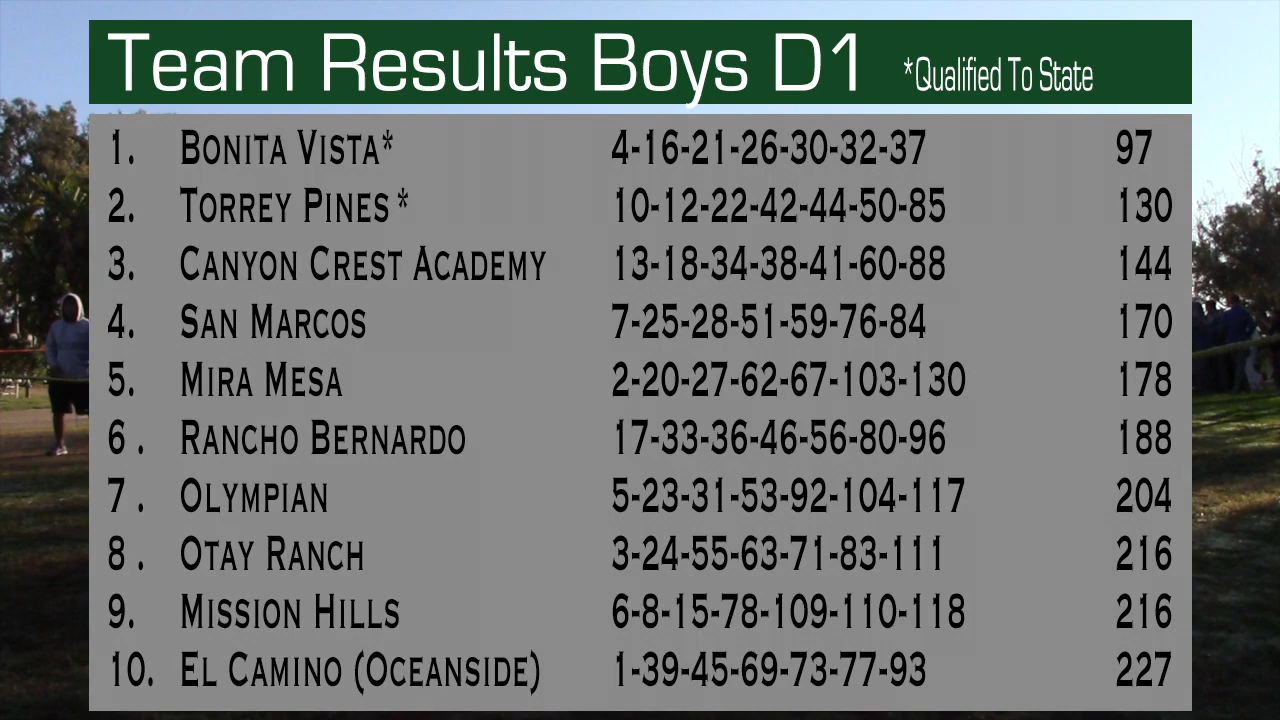 Team Results Boys D1 *Qualified To State
1. Bonita Vista* 4-16-21-26-30-32-37 97
2. Torrey Pines * 10-12-22-42-44-50-85 130
3. Canyon Crest Academy 13-18-34-38-41-60-88 144
4. San Marcos 7-25-28-51-59-76-84 170
5. Mira Mesa 2-20-27-62-67-103-130 178
6 . Rancho Bernardo 17-33-36-46-56-80-96 188
7 . Olympian 5-23-31-53-92-104-117 204
8 . Otay Ranch 3-24-55-63-71-83-111 216
9. Mission Hills 6-8-15-78-109-110-118 216
10. El Camino (Oceanside) 1-39-45-69-73-77-93 227